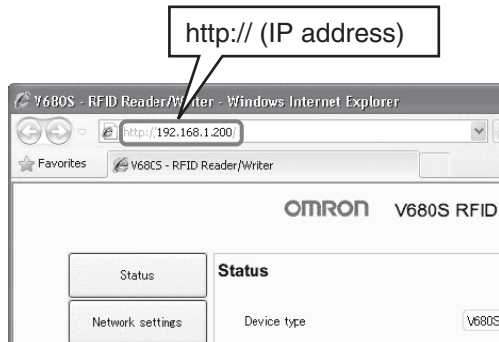 http:// (IP address)
V680S - RFID Reader/Writer - Windows Internet Explorer
http://192.168.1.200/
Favorites V68CS - RFID Reader/Writer
OMRON V680S RFID
Status Status
Network settings Device type V680S